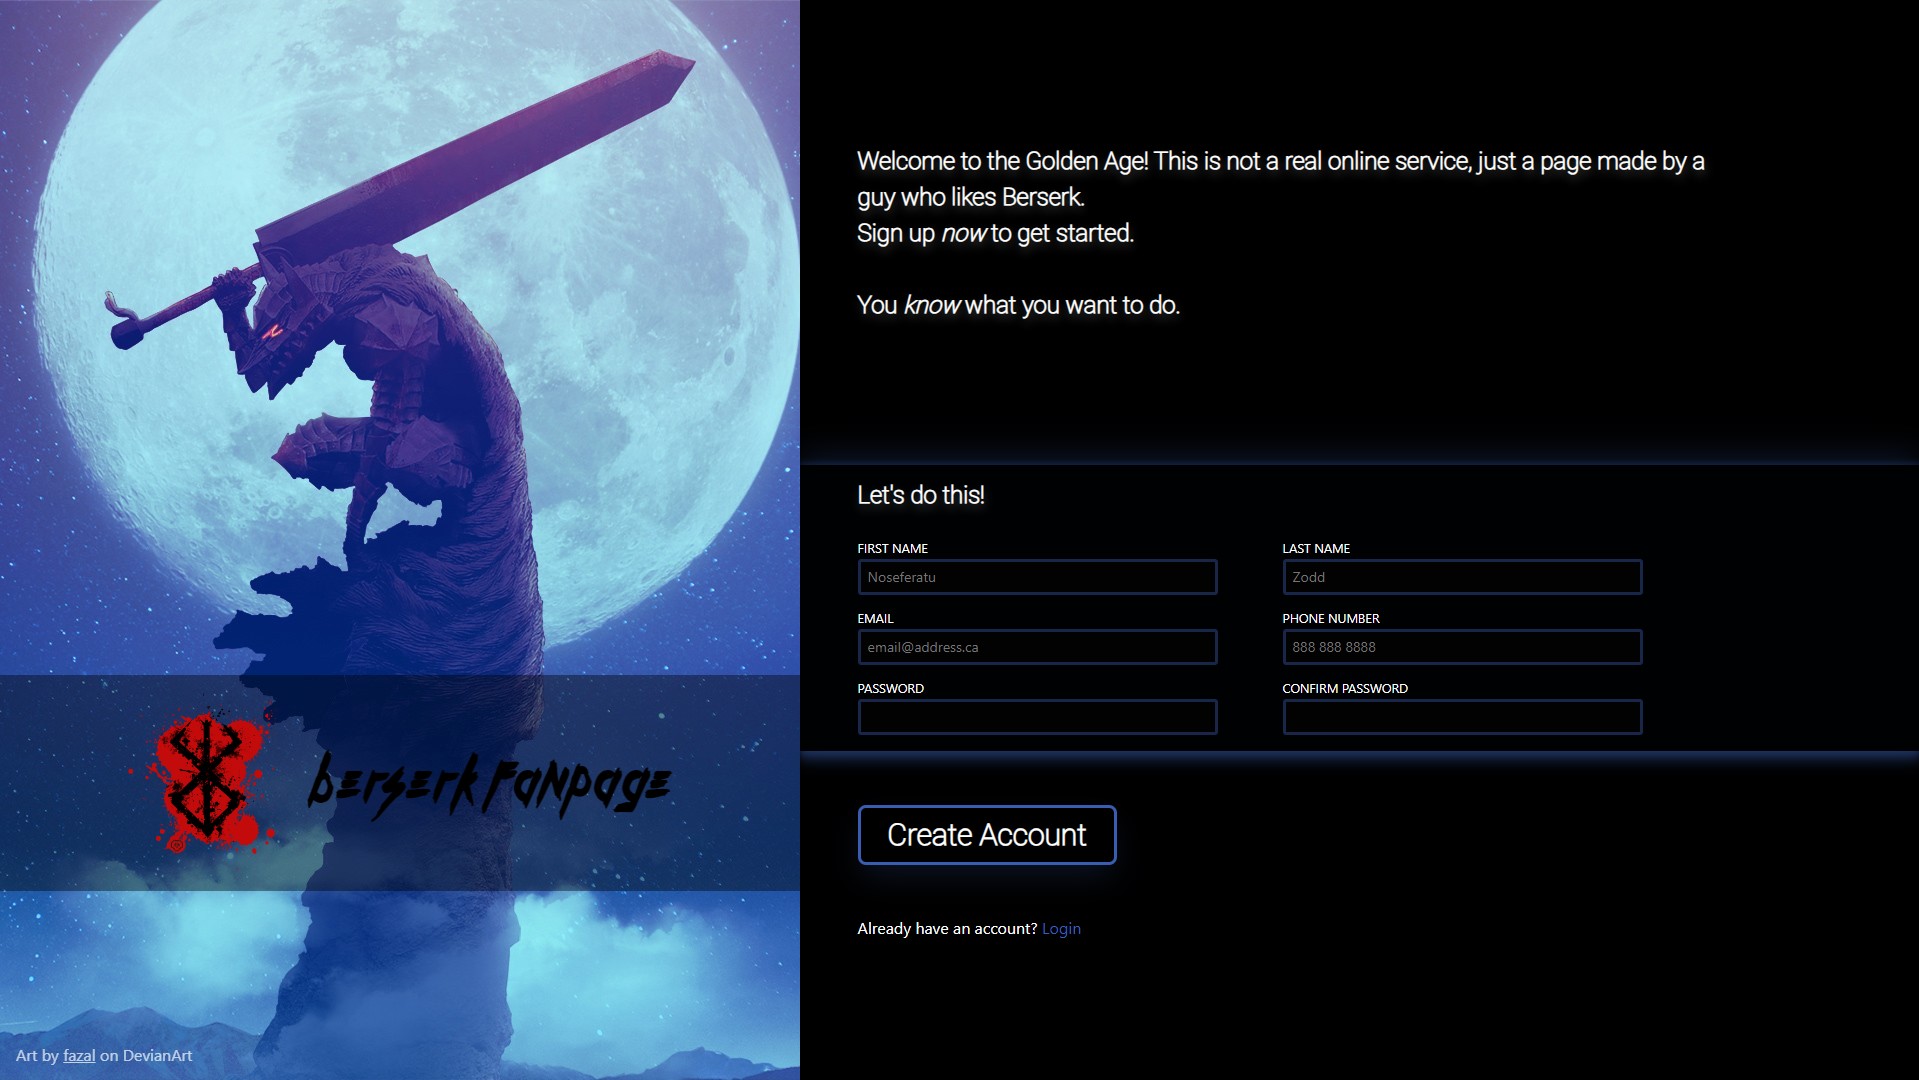 berserk Fanpage
Art by fazal on DevianArt
Welcome to the Golden Age! This is not a real online service, just a page made by a
guy who likes Berserk.
Sign up now to get started.
You know what you want to do.
Let's do this!
FIRST NAME
LAST NAME
Noseferatu
Zodd
EMAIL
PHONE NUMBER
email@address.ca
888 888 8888
PASSWORD
CONFIRM PASSWORD
Create Account
Already have an account? Login